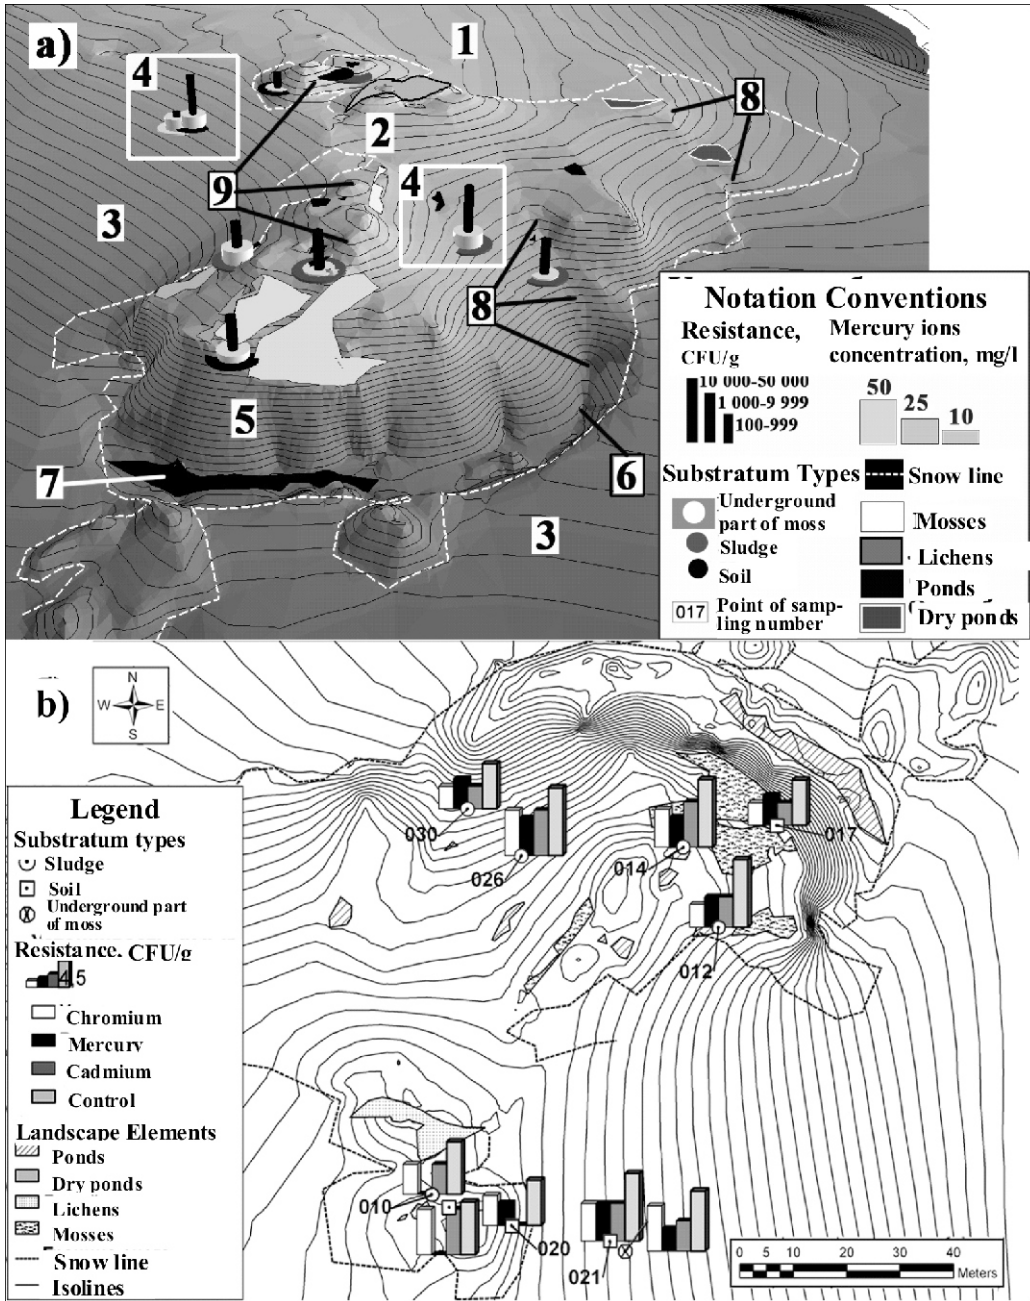 a)
1
4
2
8
9
4
3
8
5
7
6
3
Notation Conventions
Resistance,
CFU/g
10 000-50 000
1 000-9 999
100-999
Mercury ions
concentration, mg/l
50
25
10
Substratum Types
Underground
part of moss
Sludge
Soil
017 Point of samp-
ling number
Snow line
Mosses
Lichens
Ponds
Dry ponds
b)
N
W E
S
Legend
Substratum types
Sludge
Soil
Underground part
of moss
Resistance, CFU/g
4,5
Chromium
Mercury
Cadmium
Control
Landscape Elements
Ponds
Dry ponds
Lichens
Mosses
Snow line
Isolines
030
026
014
017
012
010
020
021
0 5 10 20 30 40
Meters